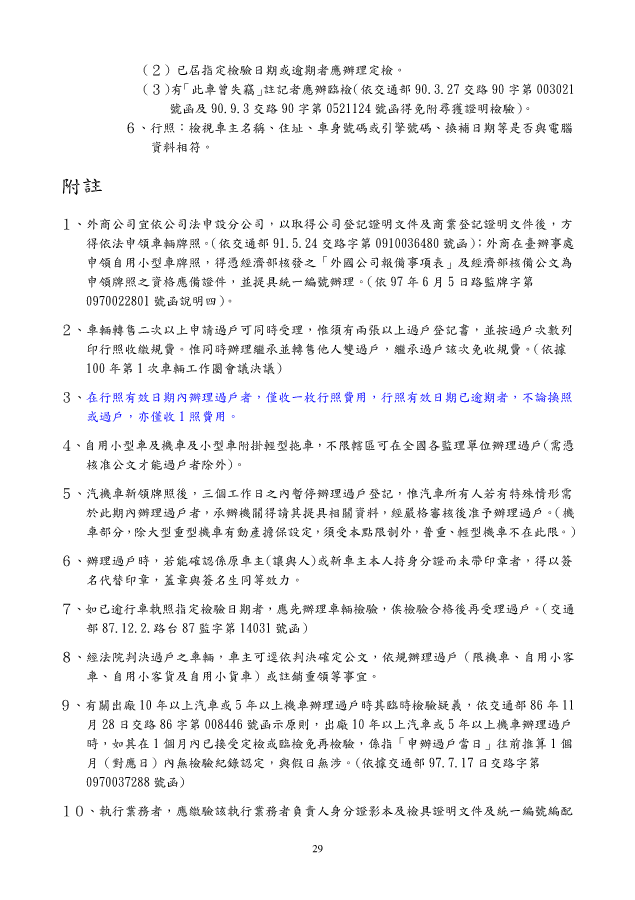 （２）已屆指定檢驗日期或逾期者應辦理定檢。
（３）有「此車曾失竊」註記者應辦臨檢（依交通部 90.3.27 交路 90 字第 003021
號函及 90.9.3 交路 90 字第 0521124 號函得免附尋獲證明檢驗）。
６、行照：檢視車主名稱、住址、車身號碼或引擎號碼、換補日期等是否與電腦
資料相符。
附註
１、外商公司宜依公司法申設分公司，以取得公司登記證明文件及商業登記證明文件後，方
得依法申領車輛牌照。（依交通部 91.5.24 交路字第 0910036480 號函）；外商在臺辦事處
申領自用小型車牌照，得憑經濟部核發之「外國公司報備事項表」及經濟部核備公文為
申領牌照之資格應備證件，並提具統一編號辦理。（依 97 年 6 月 5 日路監牌字第
0970022801 號函說明四）。
２、車輛轉售二次以上申請過戶可同時受理，惟須有兩張以上過戶登記書，並按過戶次數列
印行照收繳規費。惟同時辦理繼承並轉售他人雙過戶，繼承過戶該次免收規費。（依據
100 年第 1 次車輛工作圈會議決議）
３、在行照有效日期內辦理過戶者，僅收一枚行照費用，行照有效日期已逾期者，不論換照
或過戶，亦僅收 1 照費用。
４、自用小型車及機車及小型車附掛輕型拖車，不限轄區可在全國各監理單位辦理過戶（需憑
核准公文才能過戶者除外）。
５、汽機車新領牌照後，三個工作日之內暫停辦理過戶登記，惟汽車所有人若有特殊情形需
於此期內辦理過戶者，承辦機關得請其提具相關資料，經嚴格審核後准予辦理過戶。（機
車部分，除大型重型機車有動產擔保設定，須受本點限制外，普重、輕型機車不在此限。）
６、辦理過戶時，若能確認係原車主（讓與人）或新車主本人持身分證而未帶印章者，得以簽
名代替印章，蓋章與簽名生同等效力。
７、如已逾行車執照指定檢驗日期者，應先辦理車輛檢驗，俟檢驗合格後再受理過戶。（交通
部 87.12.2.路台 87 監字第 14031 號函）
８、經法院判決過戶之車輛，車主可逕依判決確定公文，依規辦理過戶（限機車、自用小客
車、自用小客貨及自用小貨車）或註銷重領等事宜。
９、有關出廠 10 年以上汽車或 5 年以上機車辦理過戶時其臨時檢驗疑義，依交通部 86 年 11
月 28 日交路 86 字第 008446 號函示原則，出廠 10 年以上汽車或 5 年以上機車辦理過戶
時，如其在 1 個月內已接受定檢或臨檢免再檢驗，係指「申辦過戶當日」往前推算 1 個
月（對應日）內無檢驗紀錄認定，與假日無涉。（依據交通部 97.7.17 日交路字第
0970037288 號函）
１０、執行業務者，應繳驗該執行業務者負責人身分證影本及檢具證明文件及統一編號編配
29